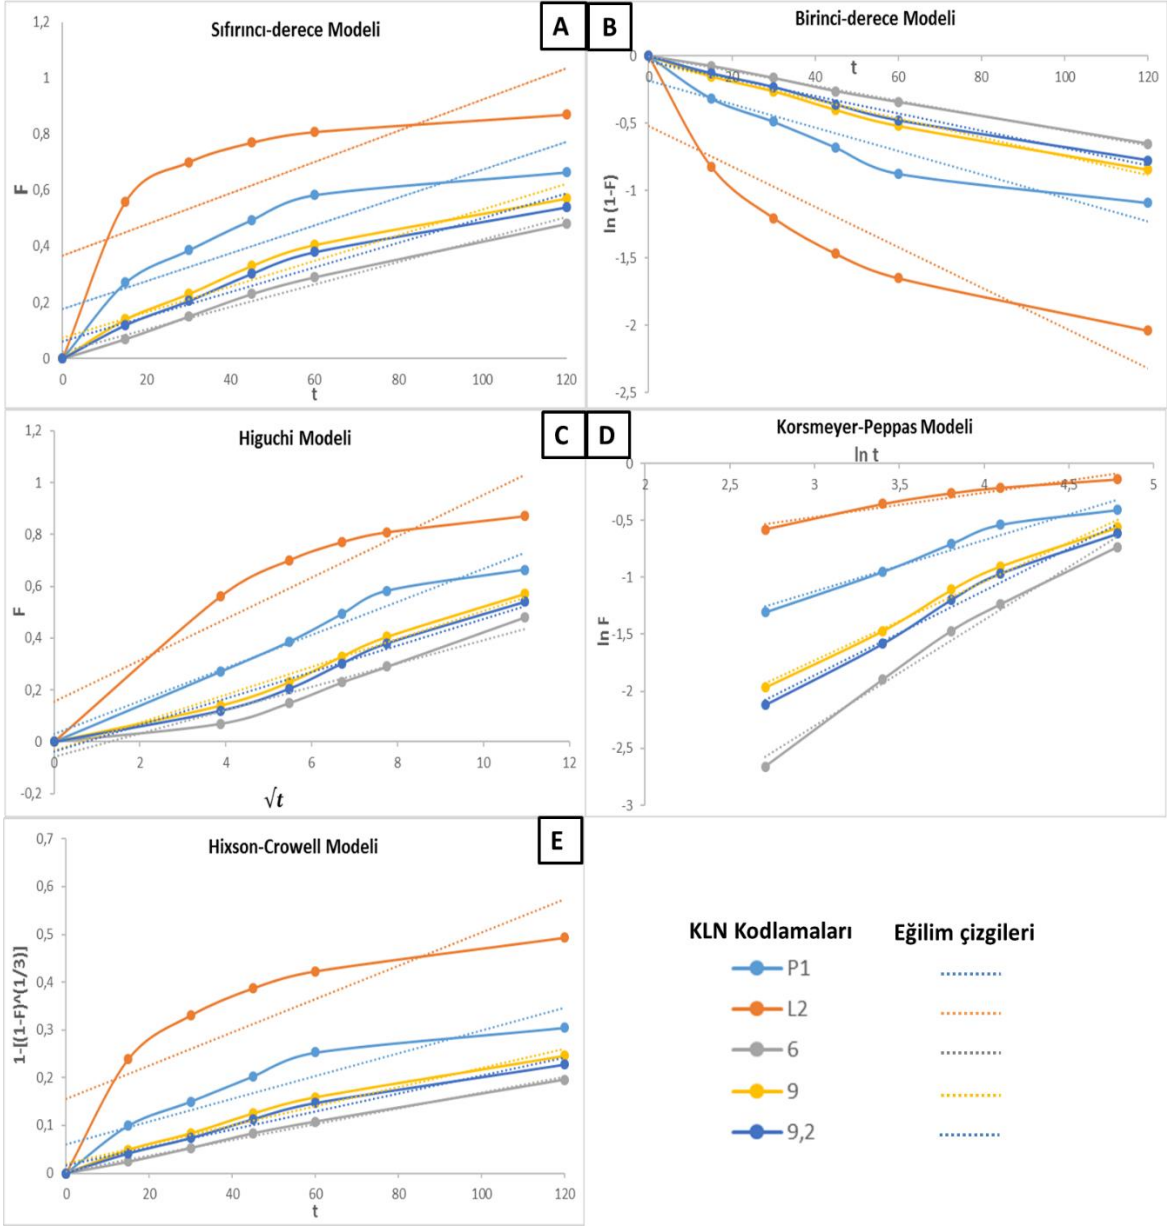 Sıfırıncı-derece Modeli
A
1,2
1
0,8
0,6
0,4
0,2
0
F
0 20 40 60 80 100 120
t
B
Birinci-derece Modeli
t
0 20 40 60 80 100 120
0
-0,5
-1
-1,5
-2
-2,5
ln (1-F)
Higuchi Modeli
C
1,2
1
0,8
0,6
0,4
0,2
0
-0,2
F
0 2 4 6 8 10 12
√t
D
Korsmeyer-Peppas Modeli
ln t
2 2,5 3 3,5 4 4,5 5
0
-0,5
-1
-1,5
-2
-2,5
-3
ln F
Hixson-Crowell Modeli
E
0,7
0,6
0,5
0,4
0,3
0,2
0,1
0
1-[(1-F)^(1/3)]
0 20 40 60 80 100 120
t
KLN Kodlamaları Eğilim çizgileri
P1
L2
6
9
9,2